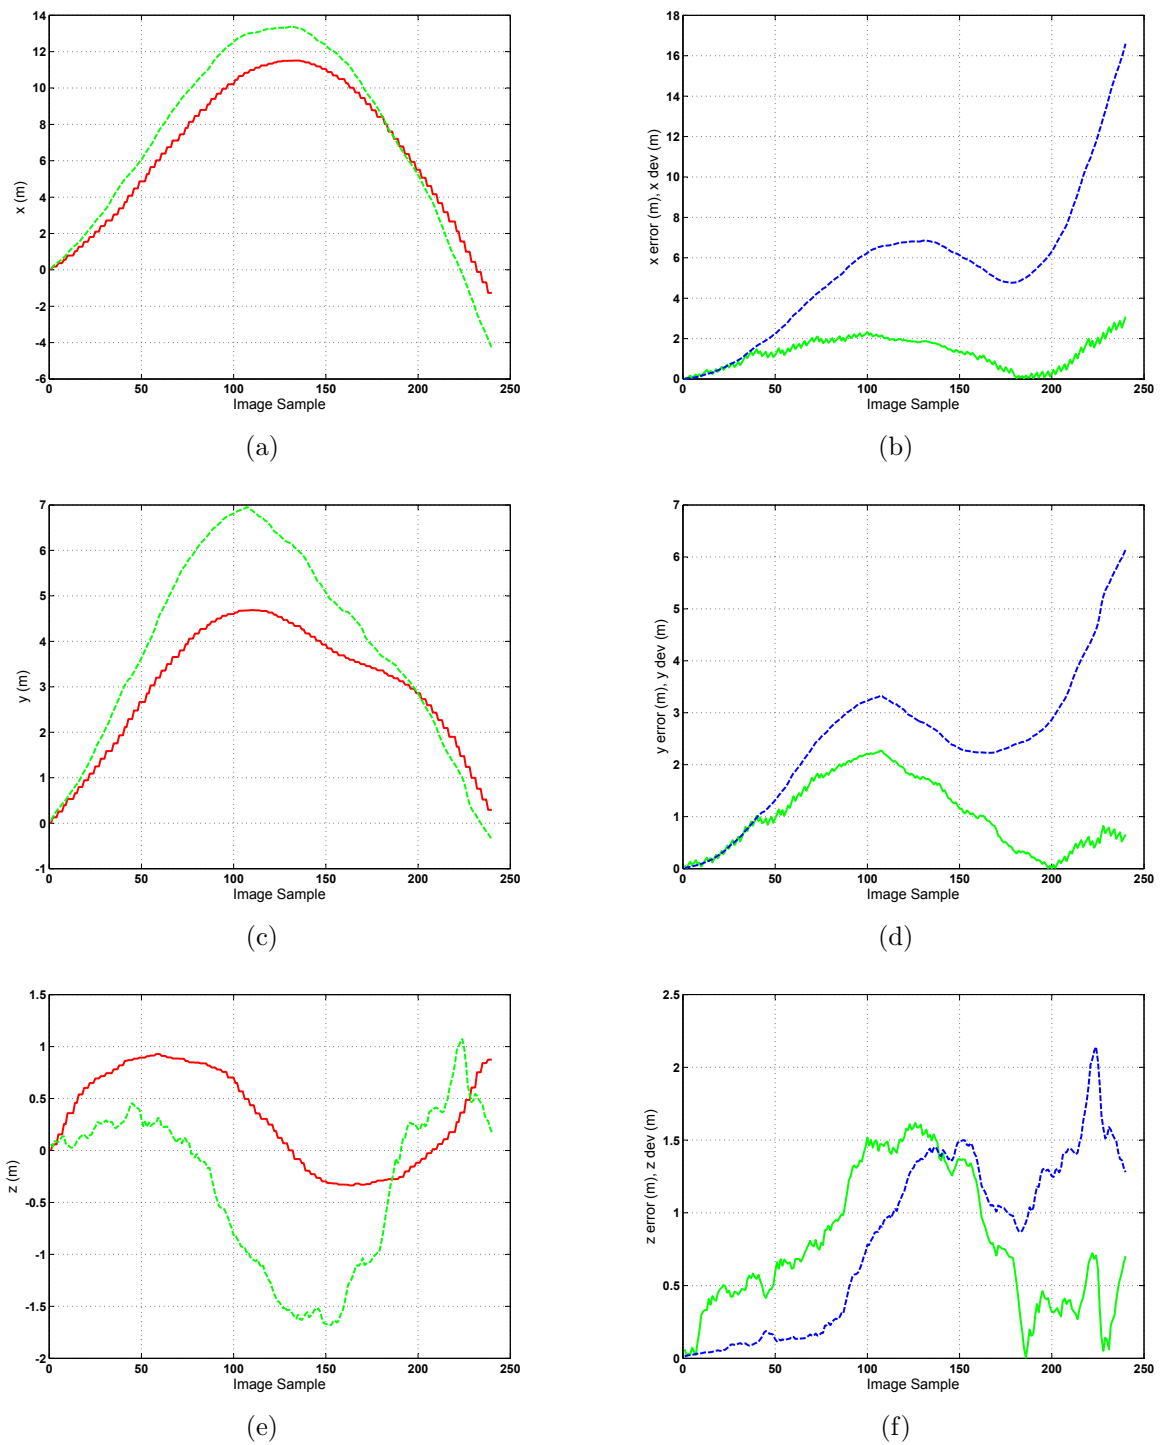 14
12
10
8
6
4
2
0
-2
-4
-6
0 50 100 150 200 250
x (m)
Image Sample
(a)
18
16
14
12
10
8
6
4
2
0
0 50 100 150 200 250
x error (m), x dev (m)
Image Sample
(b)
7
6
5
4
3
2
1
0
-1
0 50 100 150 200 250
y (m)
Image Sample
(c)
7
6
5
4
3
2
1
0
0 50 100 150 200 250
y error (m), y dev (m)
Image Sample
(d)
1.5
1
0.5
0
-0.5
-1
-1.5
-2
0 50 100 150 200 250
z (m)
Image Sample
(e)
2.5
2
1.5
1
0.5
0
0 50 100 150 200 250
z error (m), z dev (m)
Image Sample
(f)